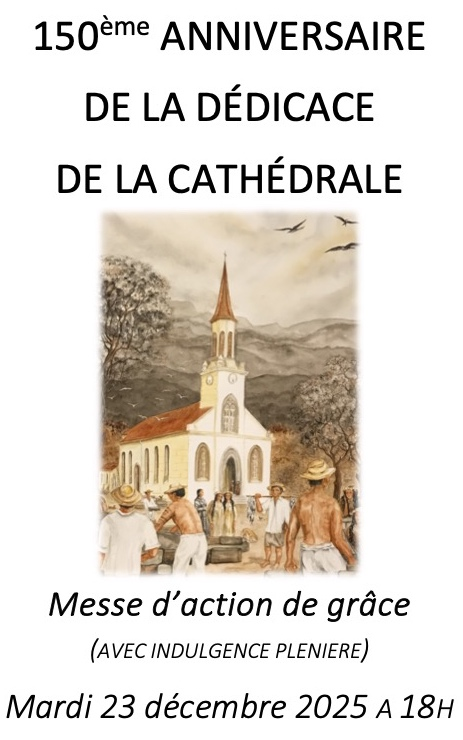 150ème ANNIVERSAIRE
DE LA DÉDICACE
DE LA CATHÉDRALE
Messe d’action de grâce
(AVEC INDULGENCE PLENIERE)
Mardi 23 décembre 2025 A 18H